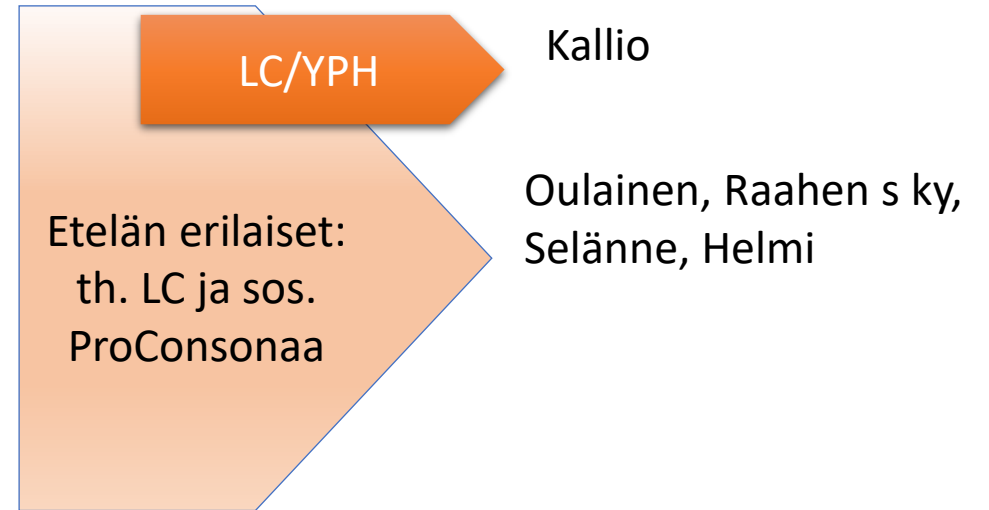 LC/YPH
Kallio
Etelän erilaiset:
th. LC ja sos.
ProConsonaa
Oulainen, Raahen s ky,
Selänne, Helmi